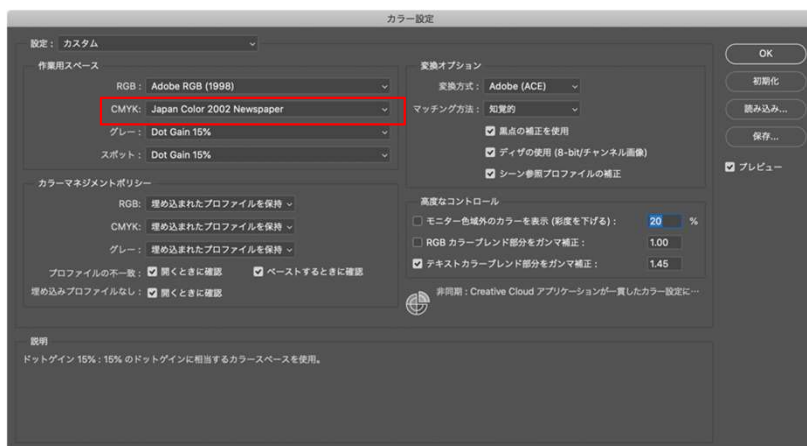 カラー設定
設定： カスタム
作業用スペース
RGB： Adobe RGB (1998)
CMYK: Japan Color 2002 Newspaper
グレー： Dot Gain 15%
スポット： Dot Gain 15%
カラーマネジメントポリシー
RGB: 埋め込まれたプロファイルを保持
CMYK: 埋め込まれたプロファイルを保持
グレー： 埋め込まれたプロファイルを保持
プロファイルの不一致： 開くときに確認 ペーストするときに確認
埋め込みプロファイルなし： 開くときに確認
変換オプション
変換方式： Adobe (ACE)
マッチング方法： 知覚的
黒点の補正を使用
ディザの使用 (8-bit/チャンネル画像)
シーン参照プロファイルの補正
高度なコントロール
モニター色域外のカラーを表示 (彩度を下げる)： 20 %
RGB カラーブレンド部分をガンマ補正： 1.00
テキストカラーブレンド部分をガンマ補正： 1.45
非同期：Creative Cloud アプリケーションが一貫したカラー設定に…
OK
初期化
読み込み...
保存...
プレビュー
説明
ドットゲイン 15%：15% のドットゲインに相当するカラースペースを使用。